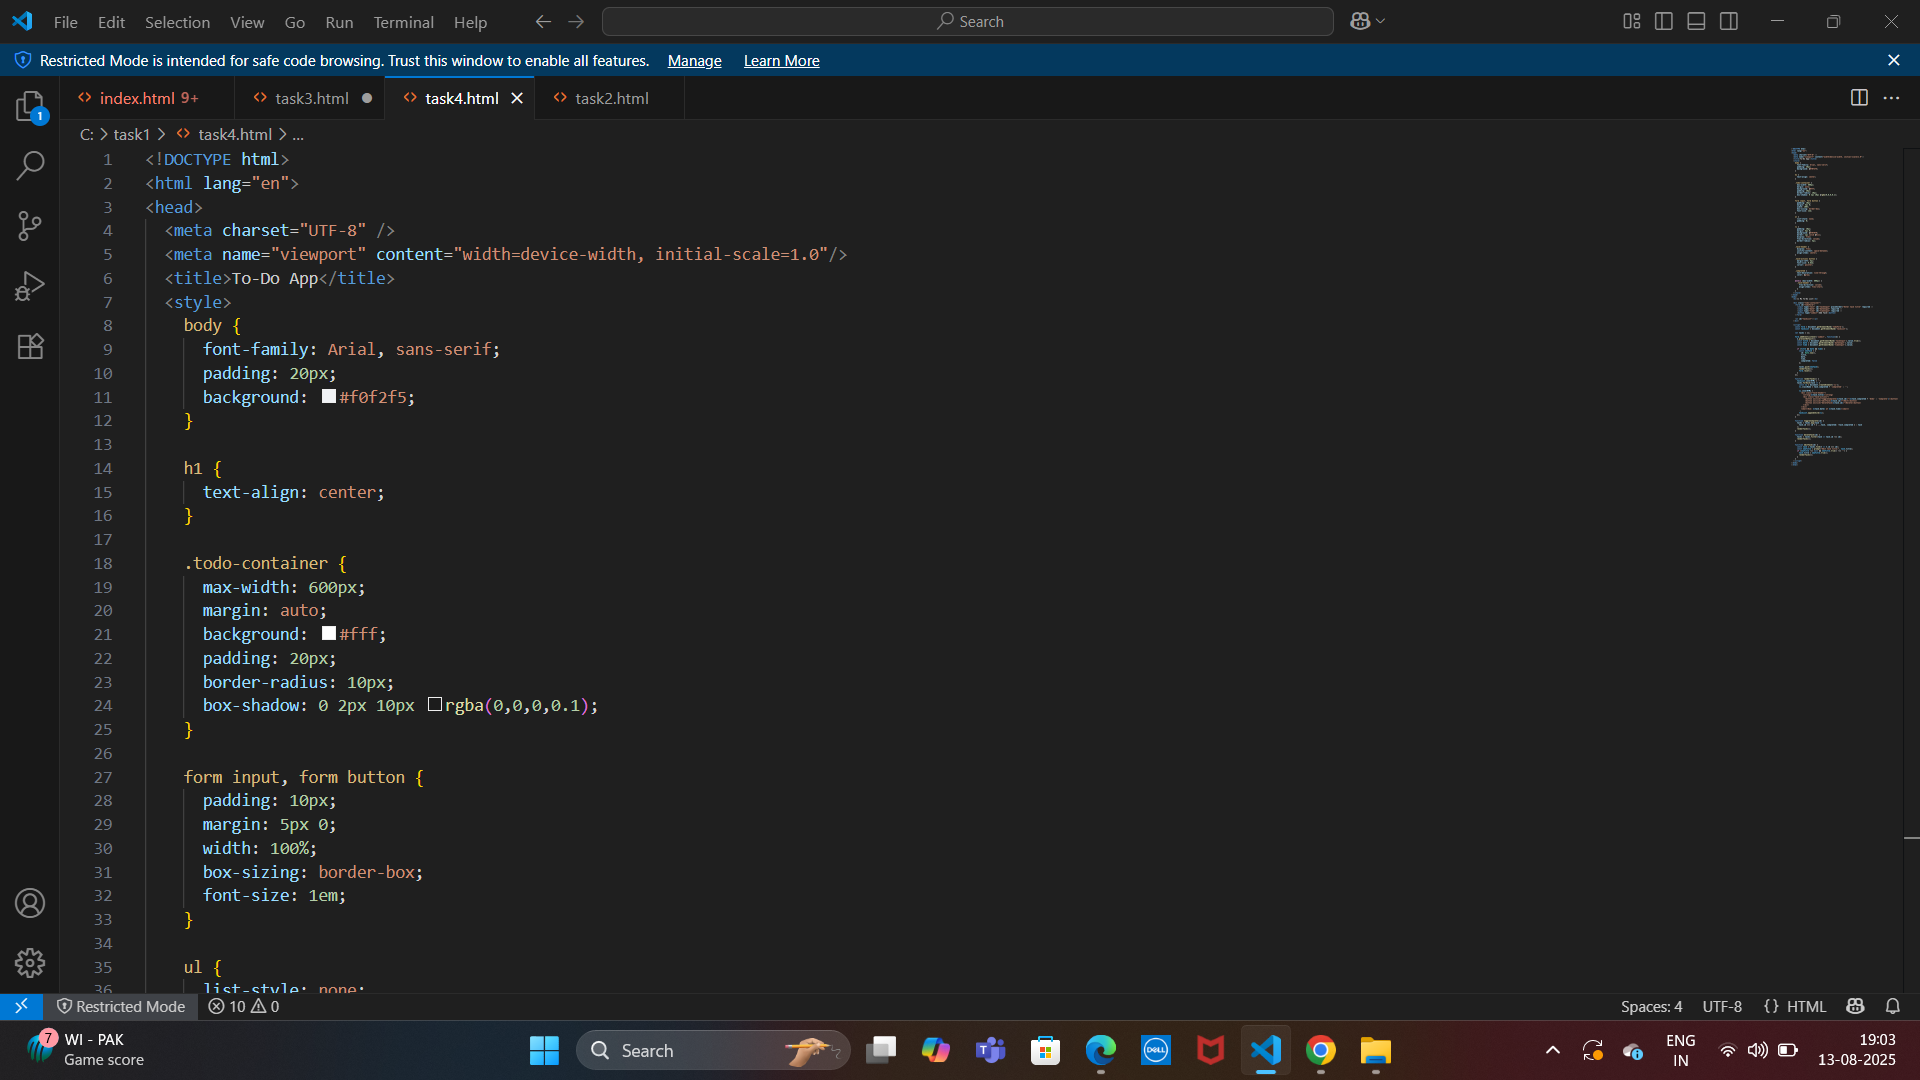 File Edit Selection View Go Run Terminal Help
Search
Restricted Mode is intended for safe code browsing. Trust this window to enable all features. Manage Learn More
index.html 9+ task3.html task4.html task2.html
1
C: > task1 > task4.html > ...
1 <!DOCTYPE html>
2 <html lang="en">
3 <head>
4 <meta charset="UTF-8" />
5 <meta name="viewport" content="width=device-width, initial-scale=1.0"/>
6 <title>To-Do App</title>
7 <style>
8 body {
9 font-family: Arial, sans-serif;
10 padding: 20px;
11 background: #f0f2f5;
12 }
13
14 h1 {
15 text-align: center;
16 }
17
18 .todo-container {
19 max-width: 600px;
20 margin: auto;
21 background: #fff;
22 padding: 20px;
23 border-radius: 10px;
24 box-shadow: 0 2px 10px rgba(0,0,0,0.1);
25 }
26
27 form input, form button {
28 padding: 10px;
29 margin: 5px 0;
30 width: 100%;
31 box-sizing: border-box;
32 font-size: 1em;
33 }
34
35 ul {
36 list-style: none;
Restricted Mode 10 0 Spaces: 4 UTF-8 {} HTML
7 WI - PAK
Game score
Search
DELL
ENG
IN
19:03
13-08-2025